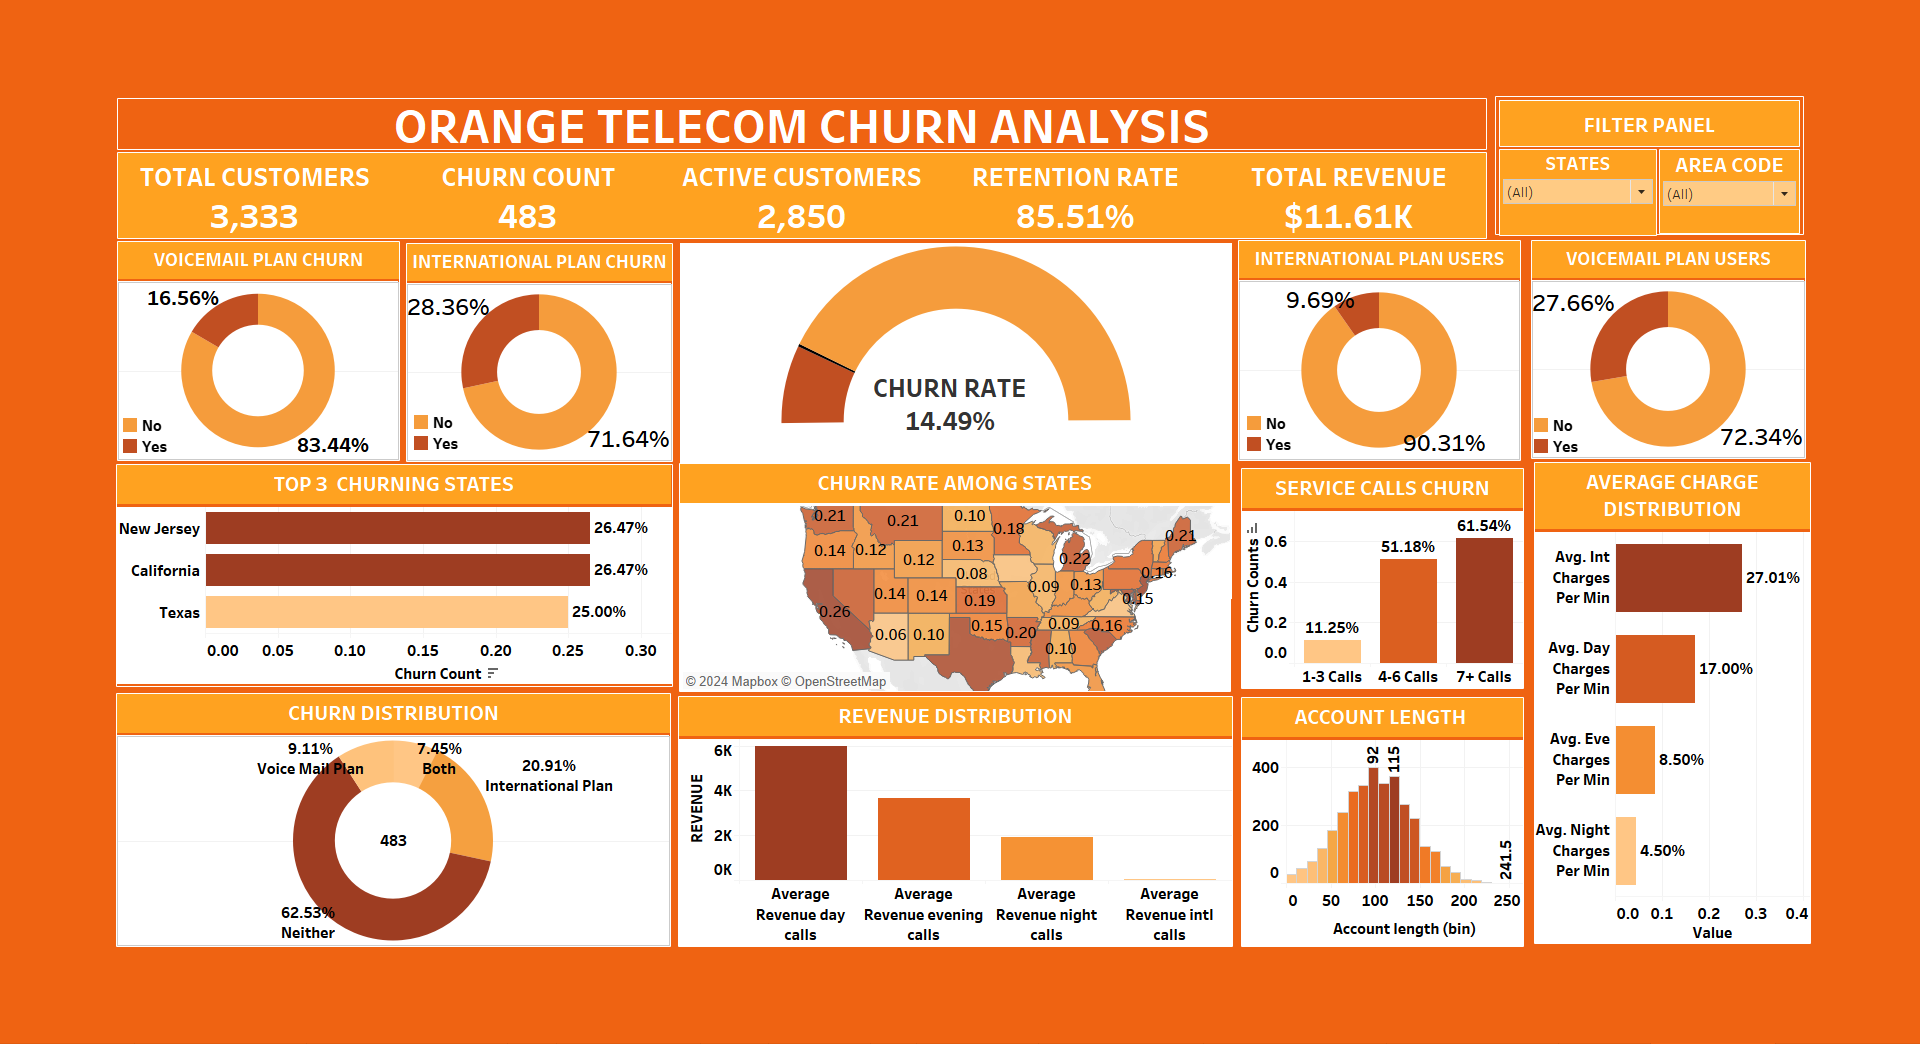 ORANGE TELECOM CHURN ANALYSIS
FILTER PANEL
STATES
AREA CODE
(All)
(All)
TOTAL CUSTOMERS
CHURN COUNT
ACTIVE CUSTOMERS
RETENTION RATE
TOTAL REVENUE
3,333
483
2,850
85.51%
$11.61K
VOICEMAIL PLAN CHURN
16.56%
No
Yes
83.44%
INTERNATIONAL PLAN CHURN
28.36%
No
Yes
71.64%
CHURN RATE
14.49%
INTERNATIONAL PLAN USERS
9.69%
No
Yes
90.31%
VOICEMAIL PLAN USERS
27.66%
No
Yes
72.34%
TOP 3 CHURNING STATES
New Jersey
26.47%
California
26.47%
Texas
25.00%
0.00 0.05 0.10 0.15 0.20 0.25 0.30
Churn Count
CHURN RATE AMONG STATES
0.21 0.21 0.10 0.18 0.21
0.14 0.12 0.12 0.13 0.22
0.08 0.09 0.13 0.16
0.14 0.14 0.19 0.15
0.26 0.06 0.10 0.15 0.20 0.09 0.16
0.10
© 2024 Mapbox © OpenStreetMap
SERVICE CALLS CHURN
Churn Counts
0.6
0.4
0.2
0.0
11.25%
51.18%
61.54%
1-3 Calls
4-6 Calls
7+ Calls
AVERAGE CHARGE
DISTRIBUTION
Avg. Int
Charges
Per Min
27.01%
Avg. Day
Charges
Per Min
17.00%
Avg. Eve
Charges
Per Min
8.50%
Avg. Night
Charges
Per Min
4.50%
0.0 0.1 0.2 0.3 0.4
Value
CHURN DISTRIBUTION
9.11%
Voice Mail Plan
7.45%
Both
20.91%
International Plan
483
62.53%
Neither
REVENUE DISTRIBUTION
REVENUE
6K
4K
2K
0K
Average
Revenue day
calls
Average
Revenue evening
calls
Average
Revenue night
calls
Average
Revenue intl
calls
ACCOUNT LENGTH
400
200
0
92
115
241.5
0 50 100 150 200 250
Account length (bin)